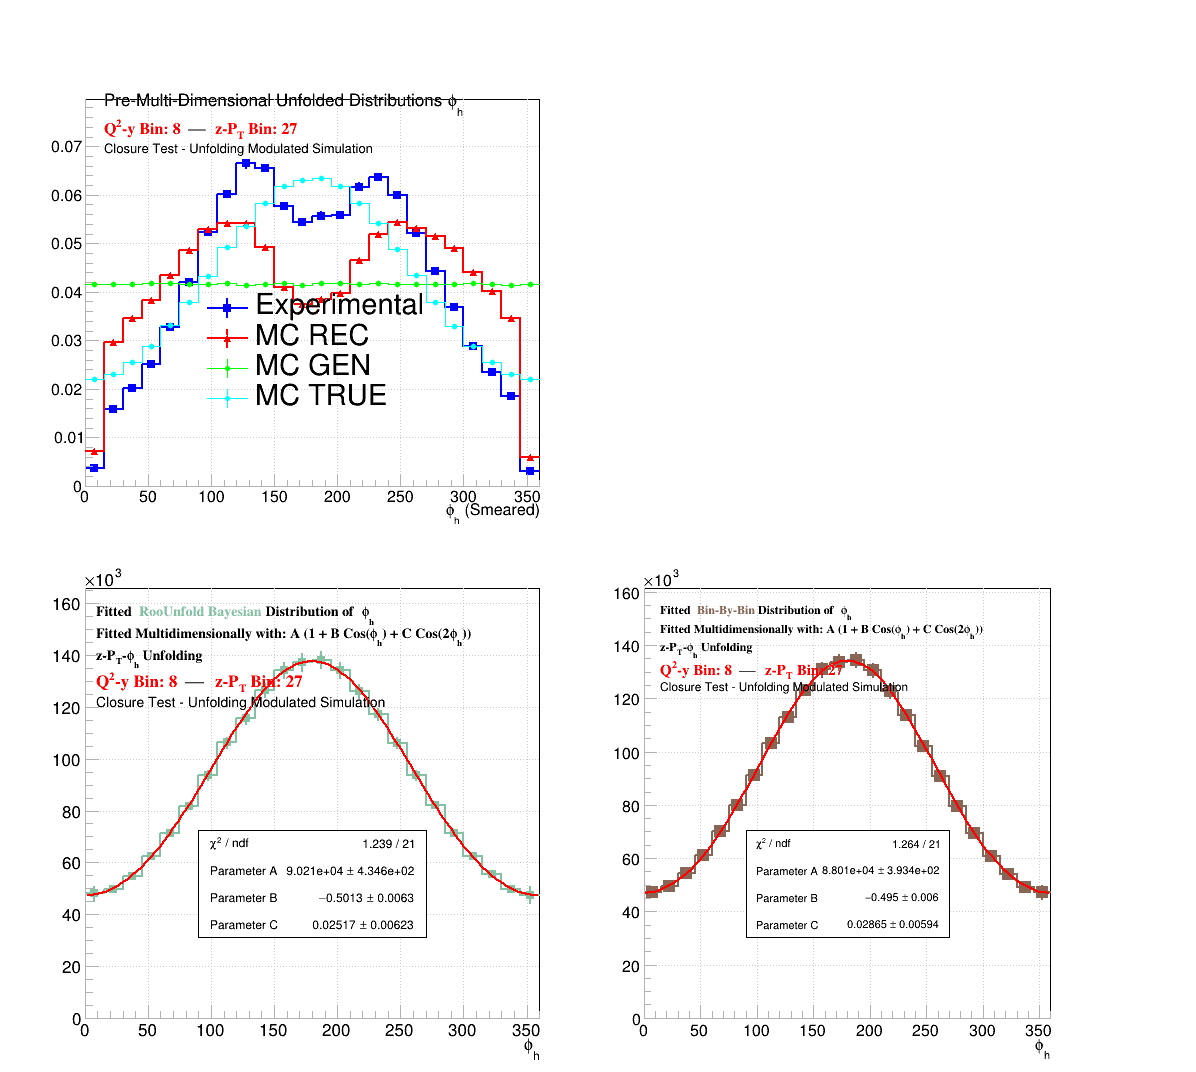 Pre-Multi-Dimensional Unfolded Distributions ϕh
Q2-y Bin: 8 — z-PT Bin: 27
Closure Test - Unfolding Modulated Simulation
0.07
0.06
0.05
0.04
0.03
0.02
0.01
0
Experimental
MC REC
MC GEN
MC TRUE
0 50 100 150 200 250 300 350
ϕh (Smeared)
×10^3
Fitted RooUnfold Bayesian Distribution of ϕh
Fitted Multidimensionally with: A (1 + B Cos(ϕh) + C Cos(2ϕh))
z-PT-ϕh Unfolding
Q2-y Bin: 8 — z-PT Bin: 27
Closure Test - Unfolding Modulated Simulation
160
140
120
100
80
60
40
20
0
χ2 / ndf 1.239 / 21
Parameter A 9.021e+04 ± 4.346e+02
Parameter B −0.5013 ± 0.0063
Parameter C 0.02517 ± 0.00623
0 50 100 150 200 250 300 350
ϕh
×10^3
Fitted Bin-By-Bin Distribution of ϕh
Fitted Multidimensionally with: A (1 + B Cos(ϕh) + C Cos(2ϕh))
z-PT-ϕh Unfolding
Q2-y Bin: 8 — z-PT Bin: 27
Closure Test - Unfolding Modulated Simulation
160
140
120
100
80
60
40
20
0
χ2 / ndf 1.264 / 21
Parameter A 8.801e+04 ± 3.934e+02
Parameter B −0.495 ± 0.006
Parameter C 0.02865 ± 0.00594
0 50 100 150 200 250 300 350
ϕh